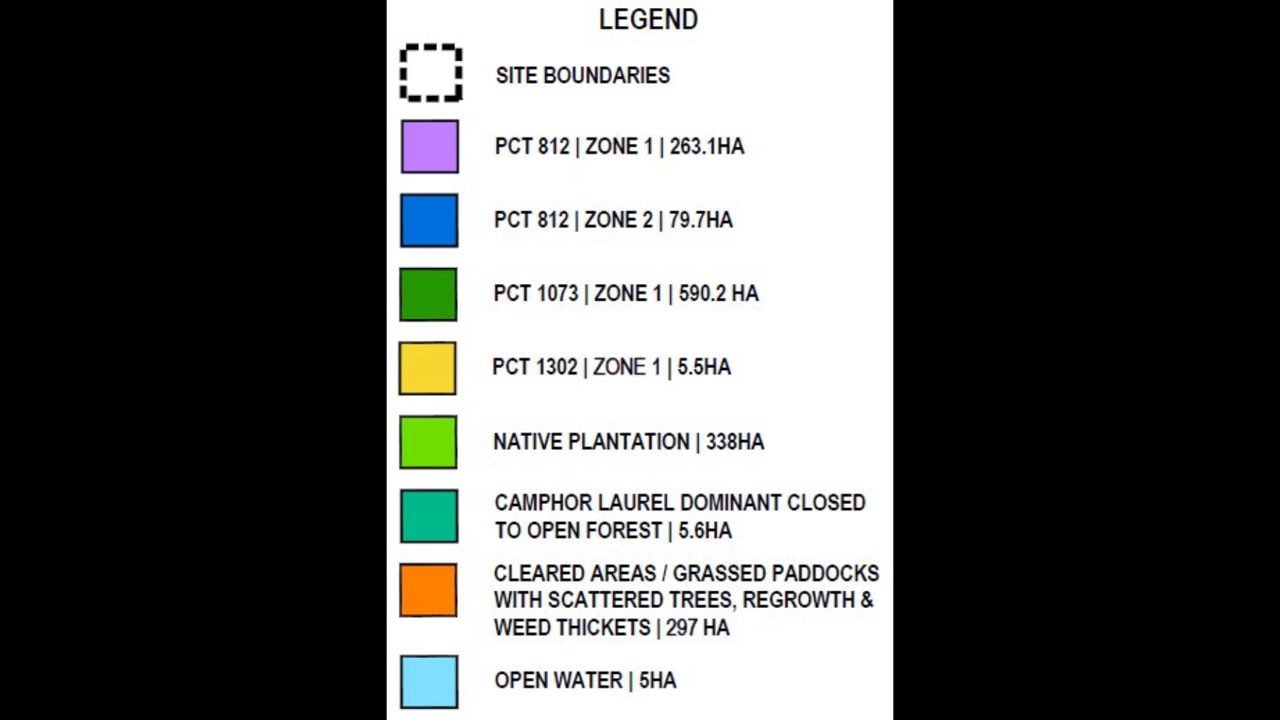 LEGEND
SITE BOUNDARIES
PCT 812 | ZONE 1 | 263.1HA
PCT 812 | ZONE 2 | 79.7HA
PCT 1073 | ZONE 1 | 590.2 HA
PCT 1302 | ZONE 1 | 5.5HA
NATIVE PLANTATION | 338HA
CAMPHOR LAUREL DOMINANT CLOSED
TO OPEN FOREST | 5.6HA
CLEARED AREAS / GRASSED PADDOCKS
WITH SCATTERED TREES, REGROWTH &
WEED THICKETS | 297 HA
OPEN WATER | 5HA